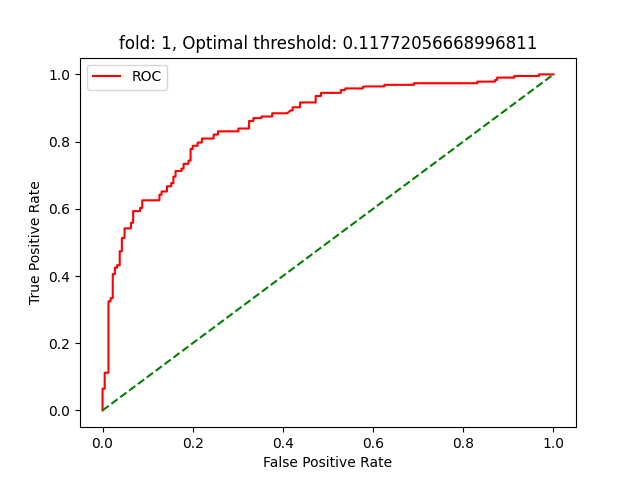 fold: 1, Optimal threshold: 0.11772056668996811
ROC
1.0
0.8
0.6
0.4
0.2
0.0
True Positive Rate
0.0 0.2 0.4 0.6 0.8 1.0
False Positive Rate